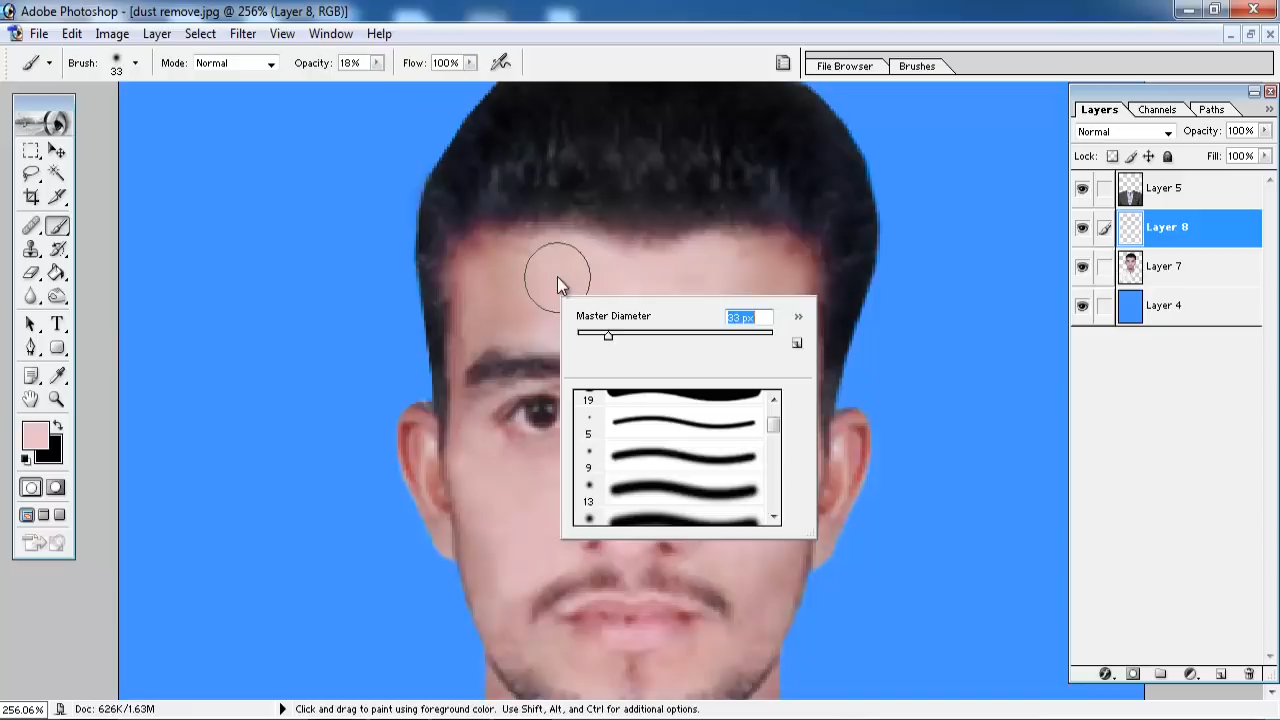 Adobe Photoshop - [dust remove.jpg @ 256% (Layer 8, RGB)]
File Edit Image Layer Select Filter View Window Help
Brush: 33 Mode: Normal Opacity: 18% Flow: 100% File Browser Brushes
Layers Channels Paths
Normal Opacity: 100%
Lock: Fill: 100%
Layer 5
Layer 8
Layer 7
Layer 4
Master Diameter 33 px
19
5
9
13
256.06% Doc: 626K/1.63M Click and drag to paint using foreground color. Use Shift, Alt, and Ctrl for additional options.